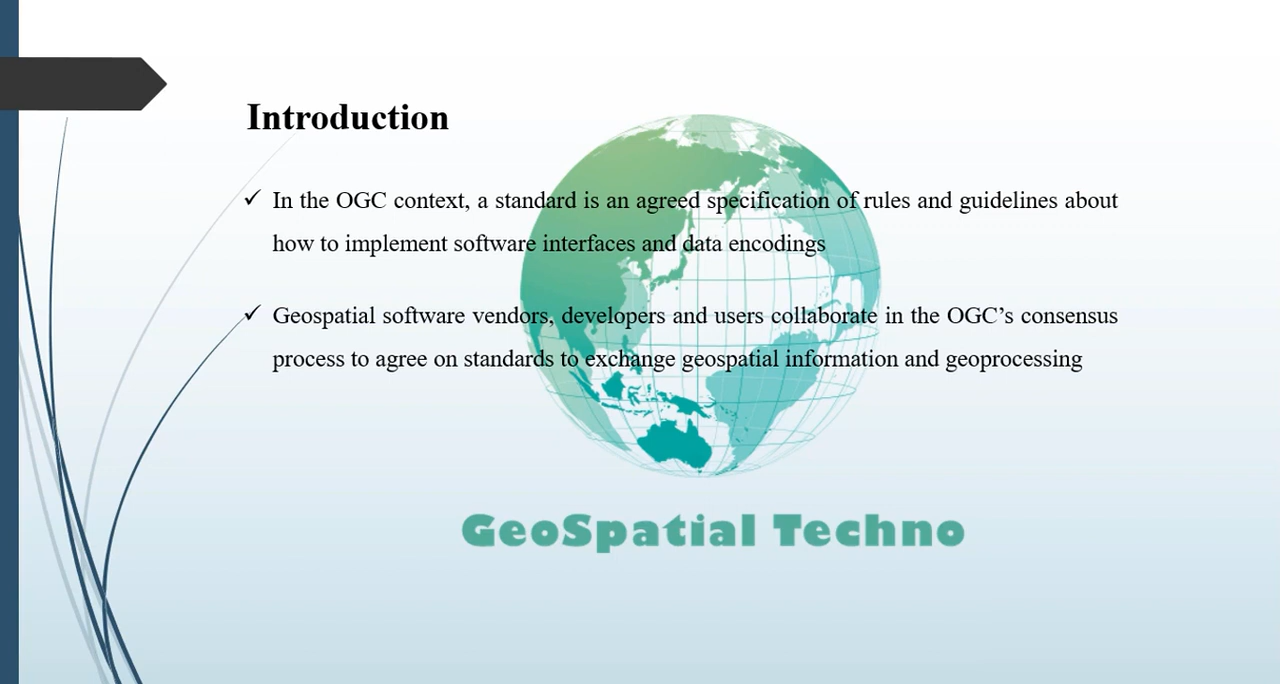 Introduction
✓ In the OGC context, a standard is an agreed specification of rules and guidelines about
how to implement software interfaces and data encodings
✓ Geospatial software vendors, developers and users collaborate in the OGC’s consensus
process to agree on standards to exchange geospatial information and geoprocessing
GeoSpatial Techno